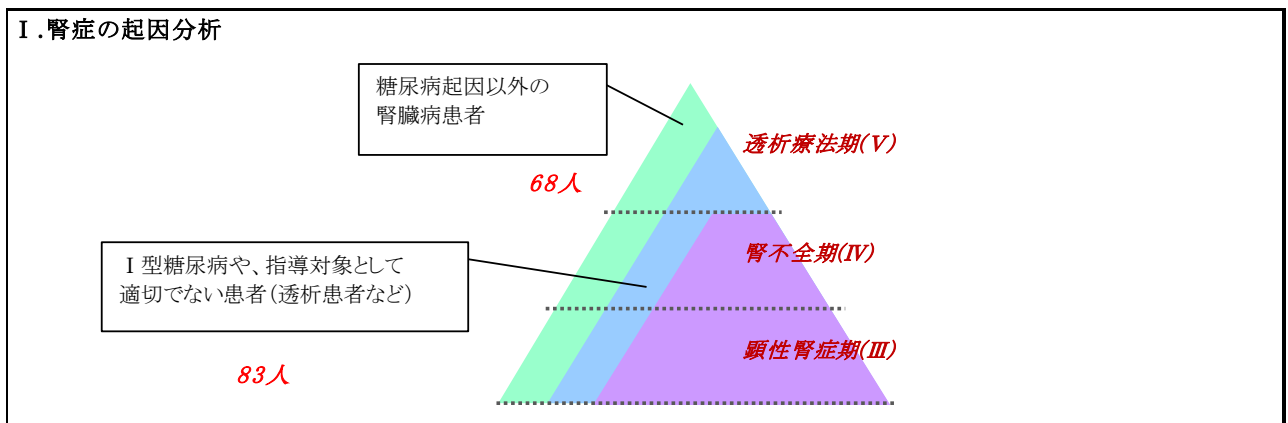 Ⅰ.腎症の起因分析
糖尿病起因以外の
腎臓病患者
透析療法期(Ⅴ)
68人
Ⅰ型糖尿病や、指導対象として
適切でない患者(透析患者など)
腎不全期(Ⅳ)
顕性腎症期(Ⅲ)
83人